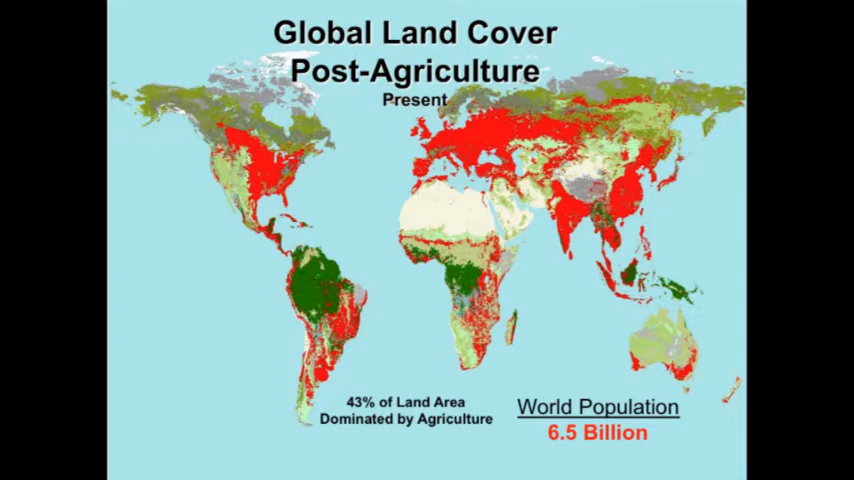 Global Land Cover
Post-Agriculture
Present
43% of Land Area
Dominated by Agriculture
World Population
6.5 Billion